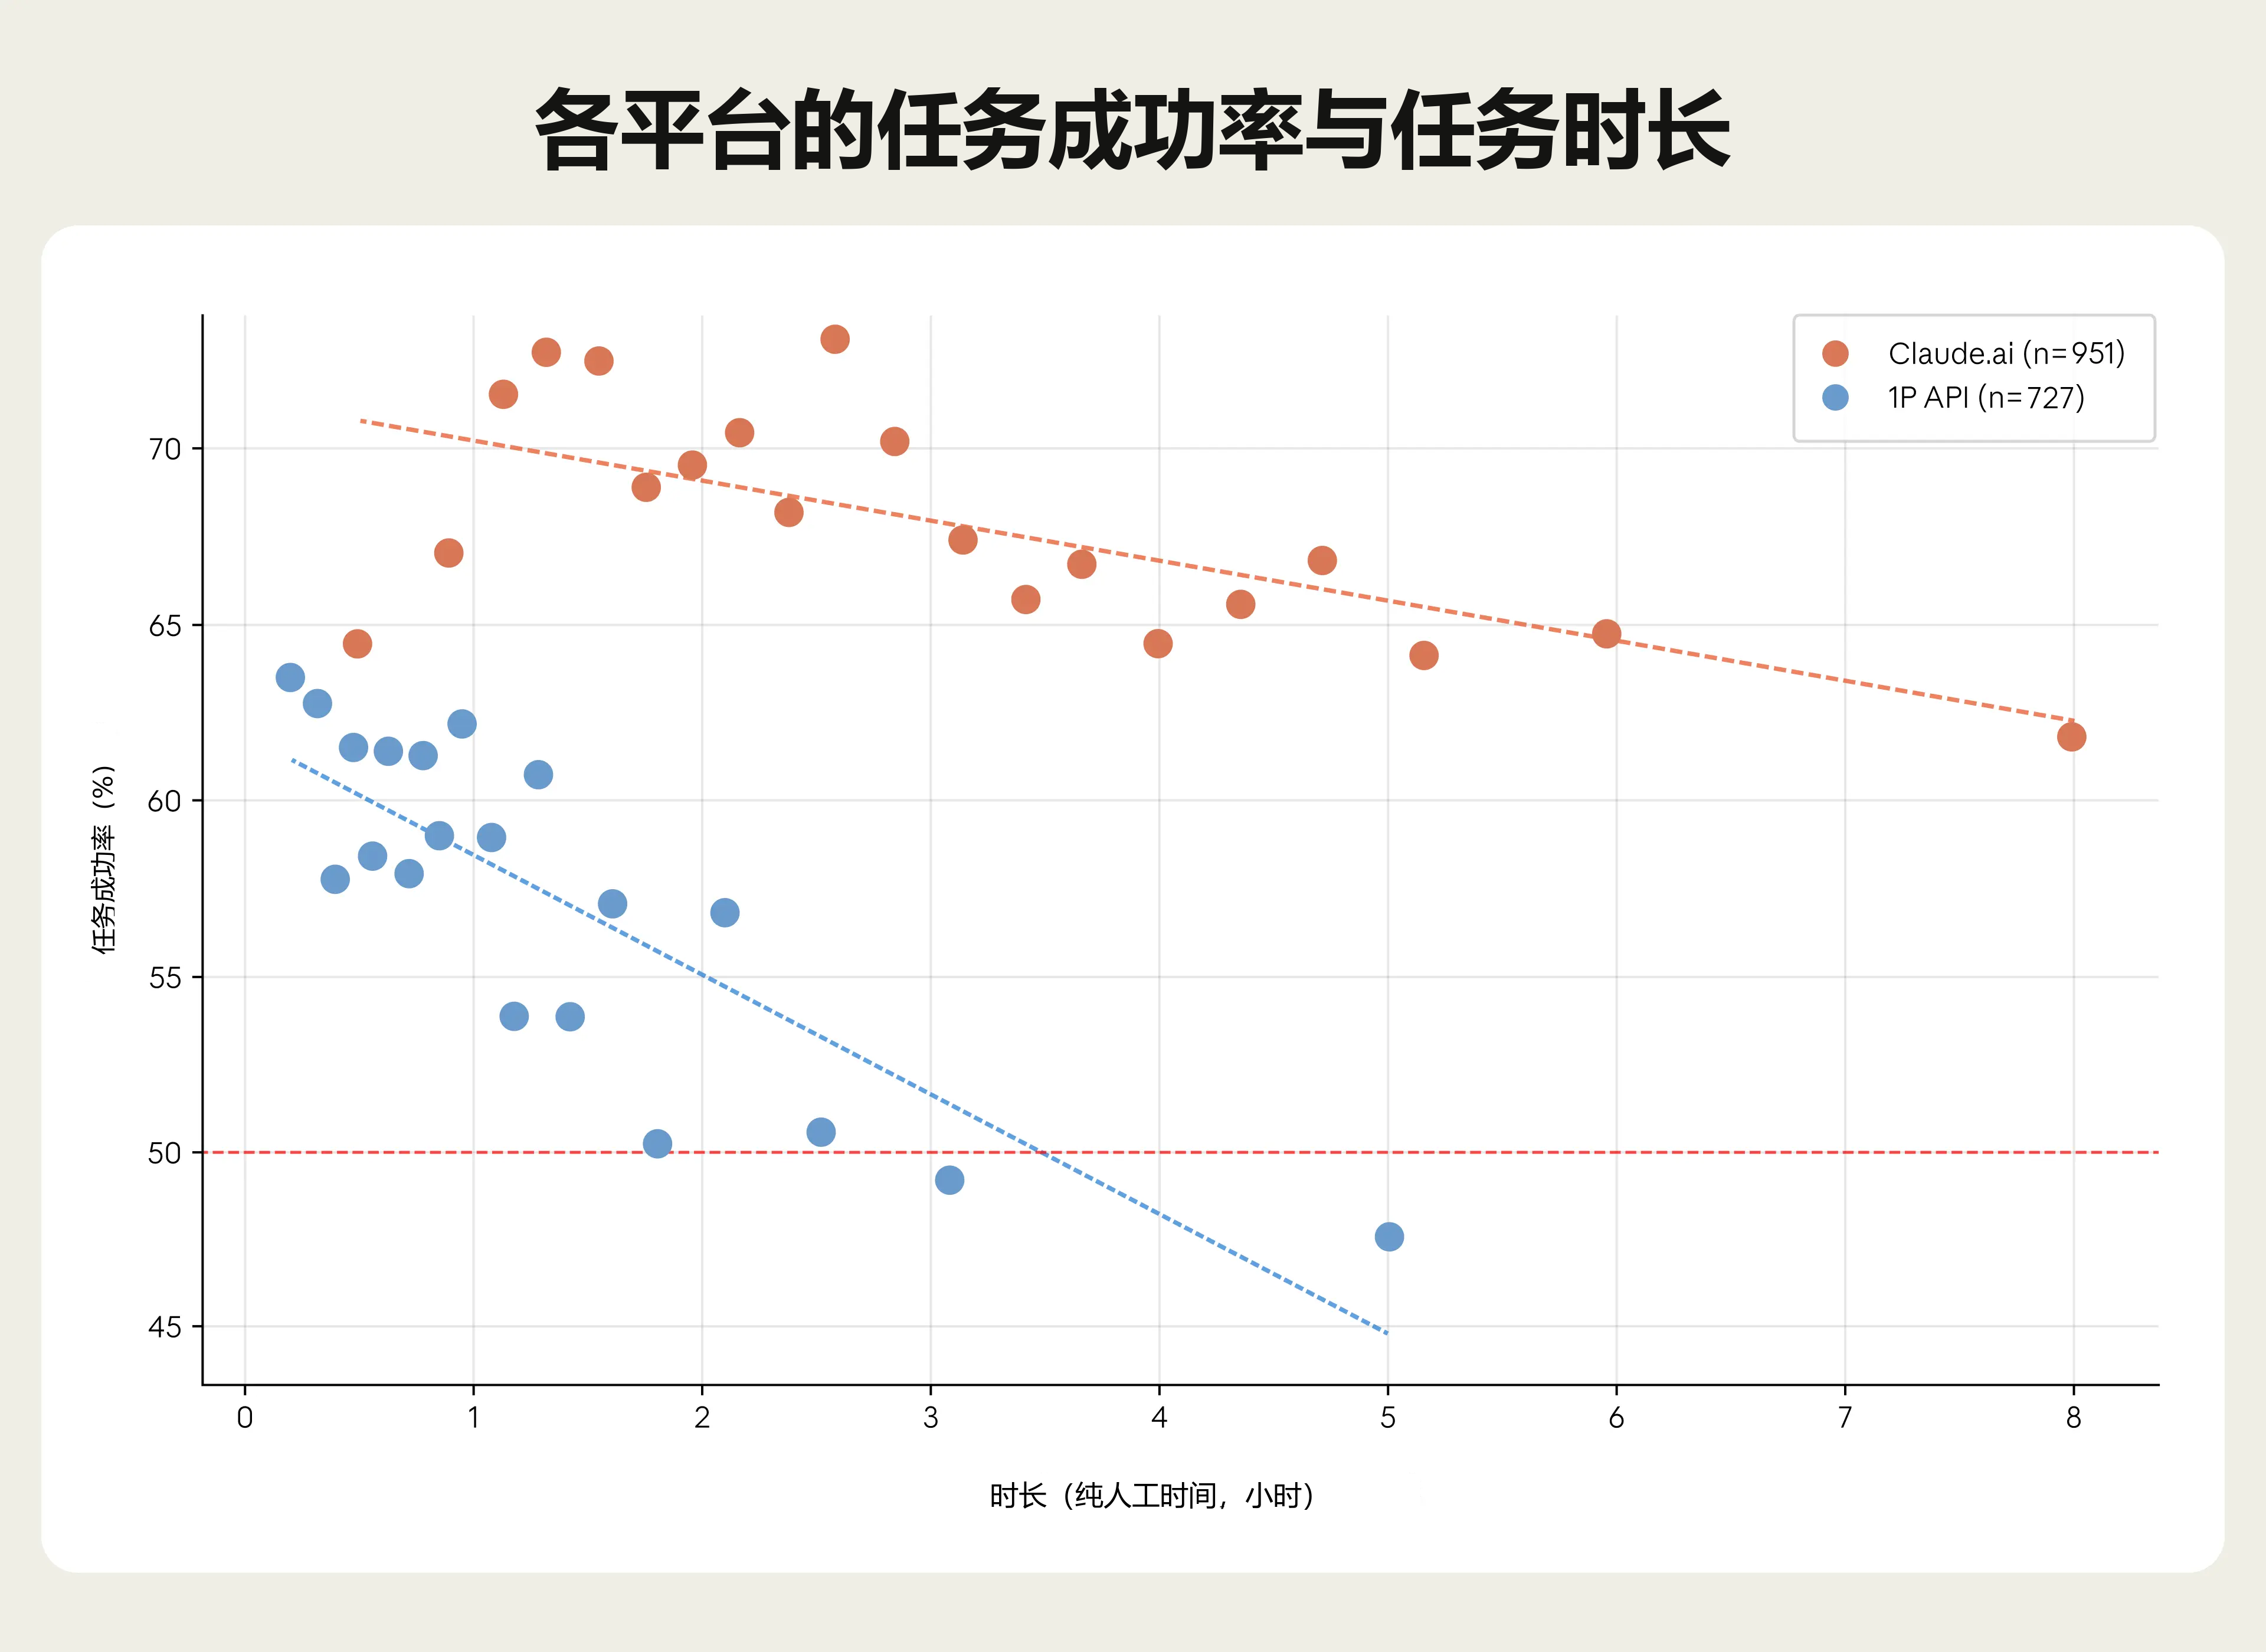 各平台的任务成功率与任务时长
Claude.ai (n=951)
1P API (n=727)
70
65
60
55
50
45
任务成功率（%）
0 1 2 3 4 5 6 7 8
时长（纯人工时间，小时）